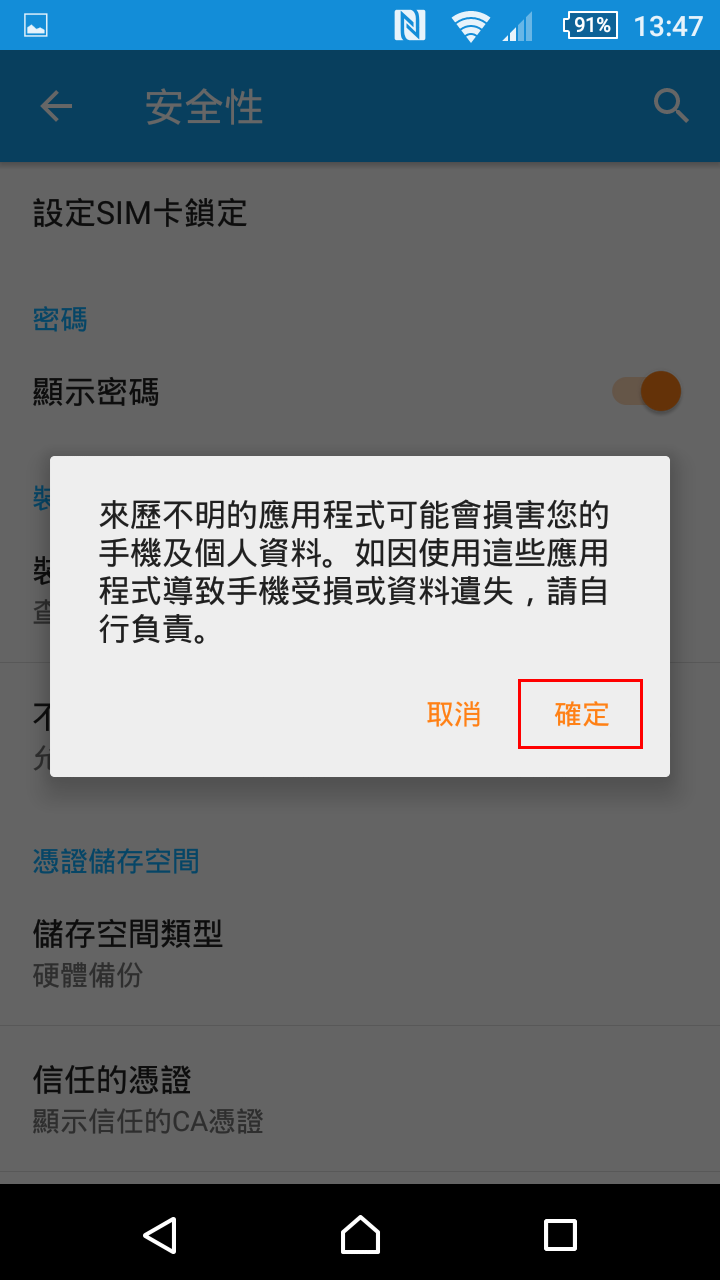 91% 13:47
安全性
設定SIM卡鎖定
密碼
顯示密碼
裝
裝
查
來歷不明的應用程式可能會損害您的
手機及個人資料。如因使用這些應用
程式導致手機受損或資料遺失，請自
行負責。
取消 確定
不
允
憑證儲存空間
儲存空間類型
硬體備份
信任的憑證
顯示信任的CA憑證